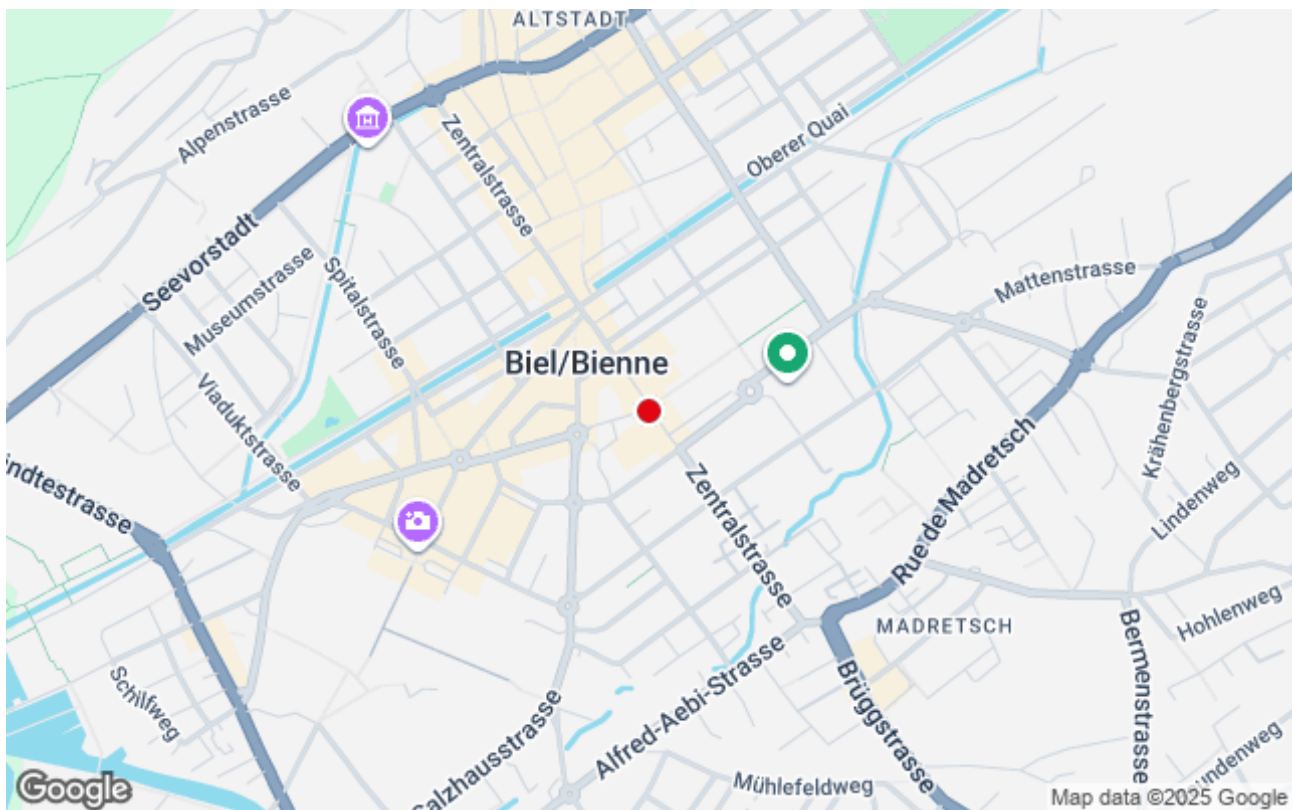 ALTSTADT
Alpenstrasse
Zentralstrasse
Oberer Quai
Seevorstadt
Museumstrasse
Spitalstrasse
Mattenstrasse
Krähenbergstrasse
Biel/Bienne
Viaduktstrasse
ndtestrasse
Zentralstrasse
Rue de Madretsch
Lindenweg
MADRETSCH
Hohlenweg
Bermenstrasse
Schilfweg
Alfred-Aebi-Strasse
Brüggstrasse
Salzhausstrasse
Mühlefeldweg
undenweg
Google
Map data ©2025 Google